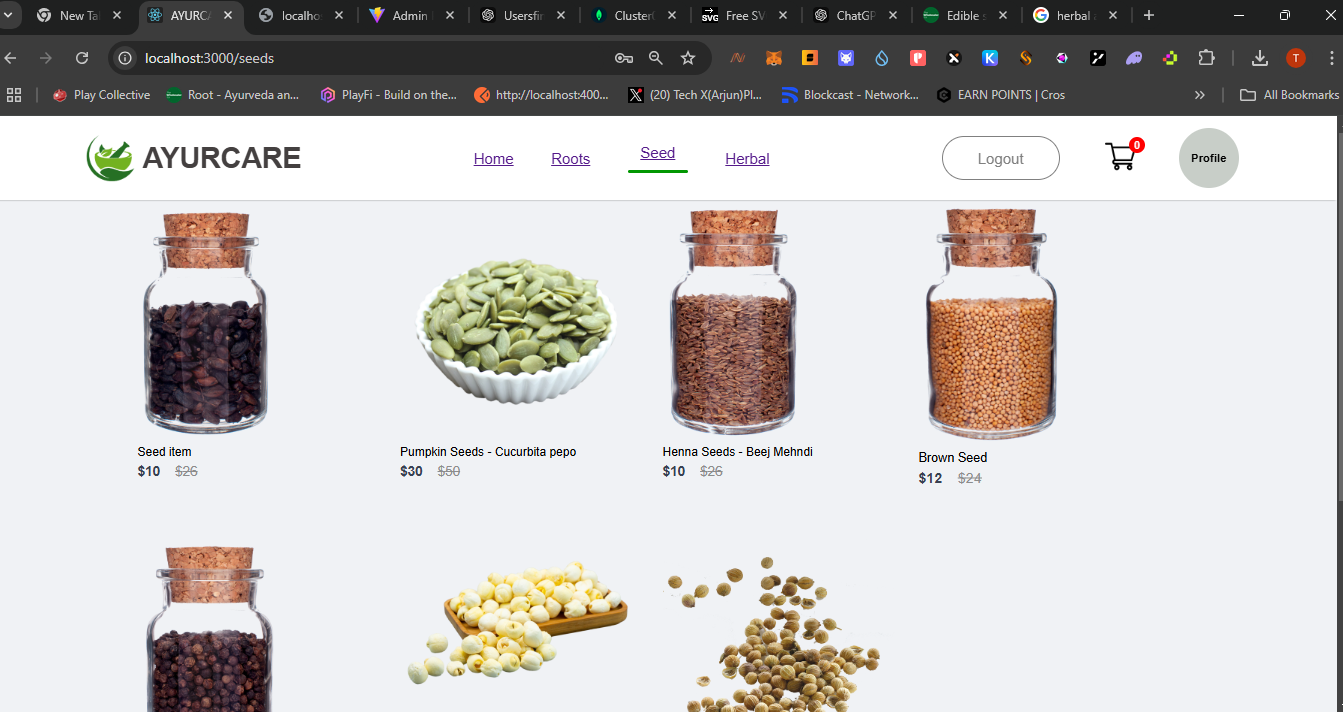 New Ta
AYURCA
localho
Admin
Usersfir
Cluster
Free SV
ChatGP
Edible s
herbal a
localhost:3000/seeds
T
Play Collective
Root - Ayurveda an...
PlayFi - Build on the...
http://localhost:400...
(20) Tech X(Arjun)Pl...
Blockcast - Network...
EARN POINTS | Cros
All Bookmarks
AYURCARE
Home
Roots
Seed
Herbal
Logout
0
Profile
Seed item
$10 $26
Pumpkin Seeds - Cucurbita pepo
$30 $50
Henna Seeds - Beej Mehndi
$10 $26
Brown Seed
$12 $24